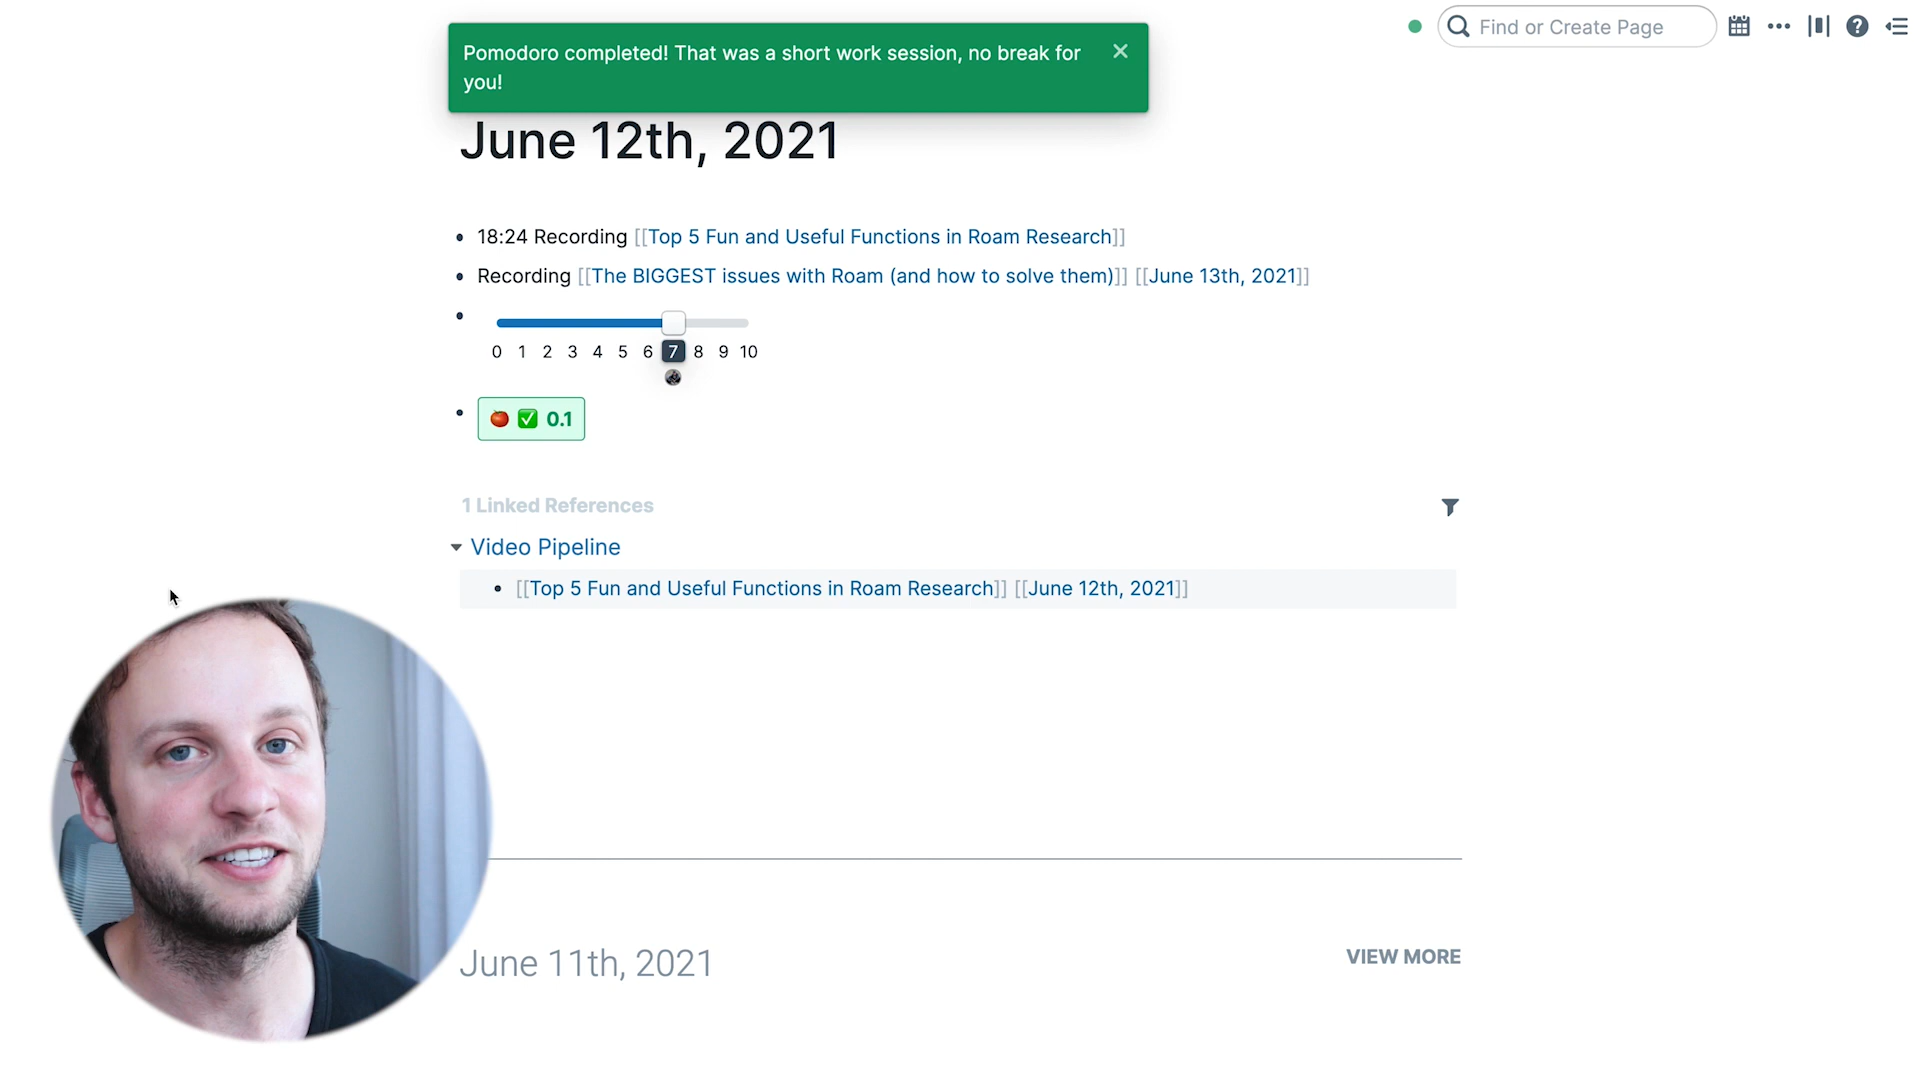 Pomodoro completed! That was a short work session, no break for
you!
Find or Create Page
June 12th, 2021
18:24 Recording [[Top 5 Fun and Useful Functions in Roam Research]]
Recording [[The BIGGEST issues with Roam (and how to solve them)]] [[June 13th, 2021]]
0 1 2 3 4 5 6 7 8 9 10
0.1
1 Linked References
Video Pipeline
[[Top 5 Fun and Useful Functions in Roam Research]] [[June 12th, 2021]]
June 11th, 2021
VIEW MORE